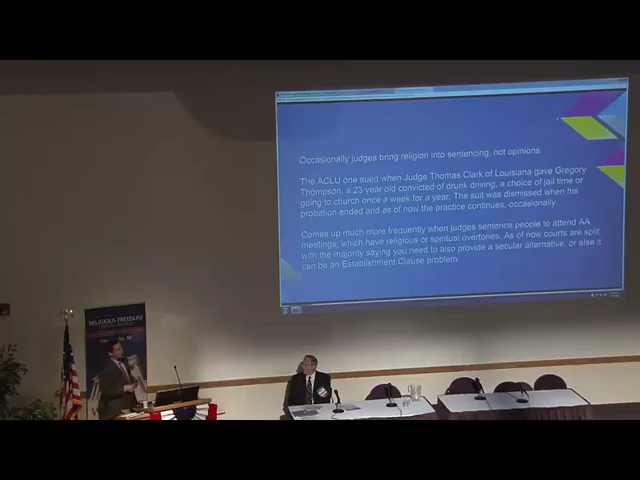 Occasionally judges bring religion into sentencing, not opinions.
The ACLU one sued when Judge Thomas Clark of Louisiana gave Gregory
Thompson, a 23 year old convicted of drunk driving, a choice of jail time or
going to church once a week for a year. The suit was dismissed when his
probation ended and as of now the practice continues, occasionally.
Comes up much more frequently when judges sentence people to attend AA
meetings, which have religious or spiritual overtones. As of now courts are split
with the majority saying you need to also provide a secular alternative, or else it
can be an Establishment Clause problem.
RELIGIOUS FREEDOM